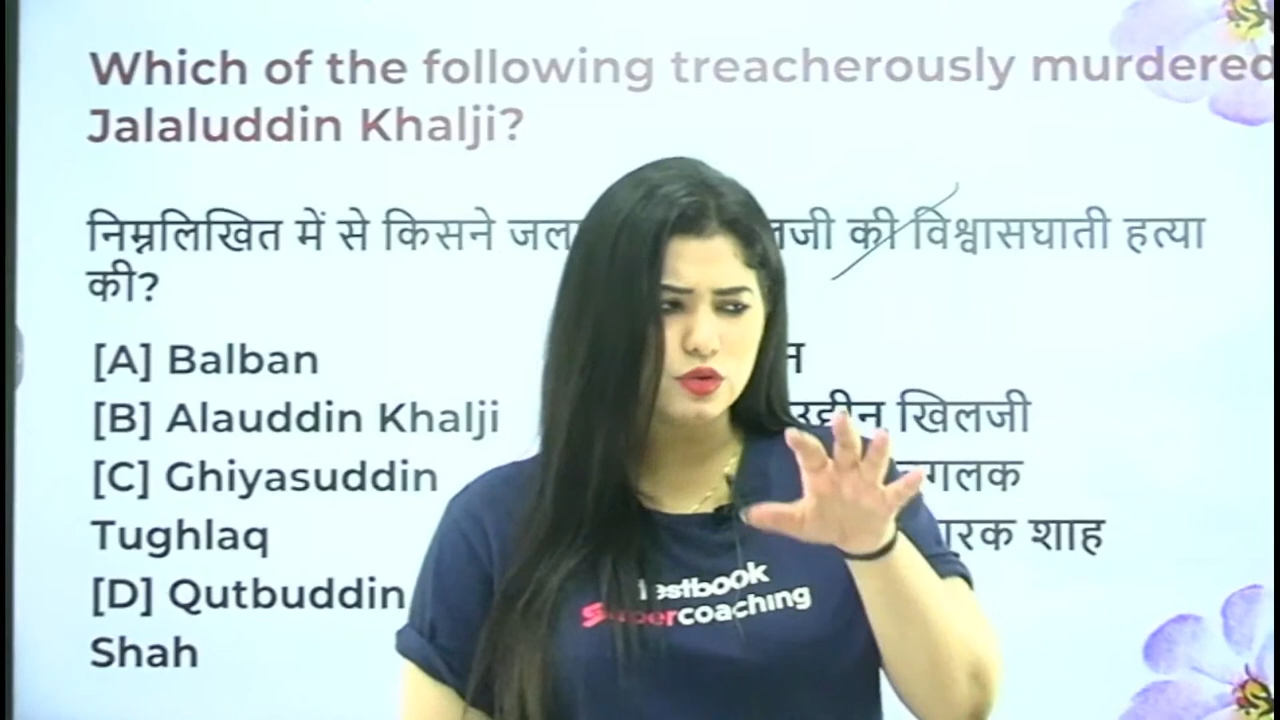 Which of the following treacherously murdered
Jalaluddin Khalji?
निम्नलिखित में से किसने की विश्वासघाती हत्या
की?
[A] Balban
[B] Alauddin Khalji खिलजी
[C] Ghiyasuddin
Tughlaq
[D] Qutbuddin शाह
Shah
testbook
Supercoaching